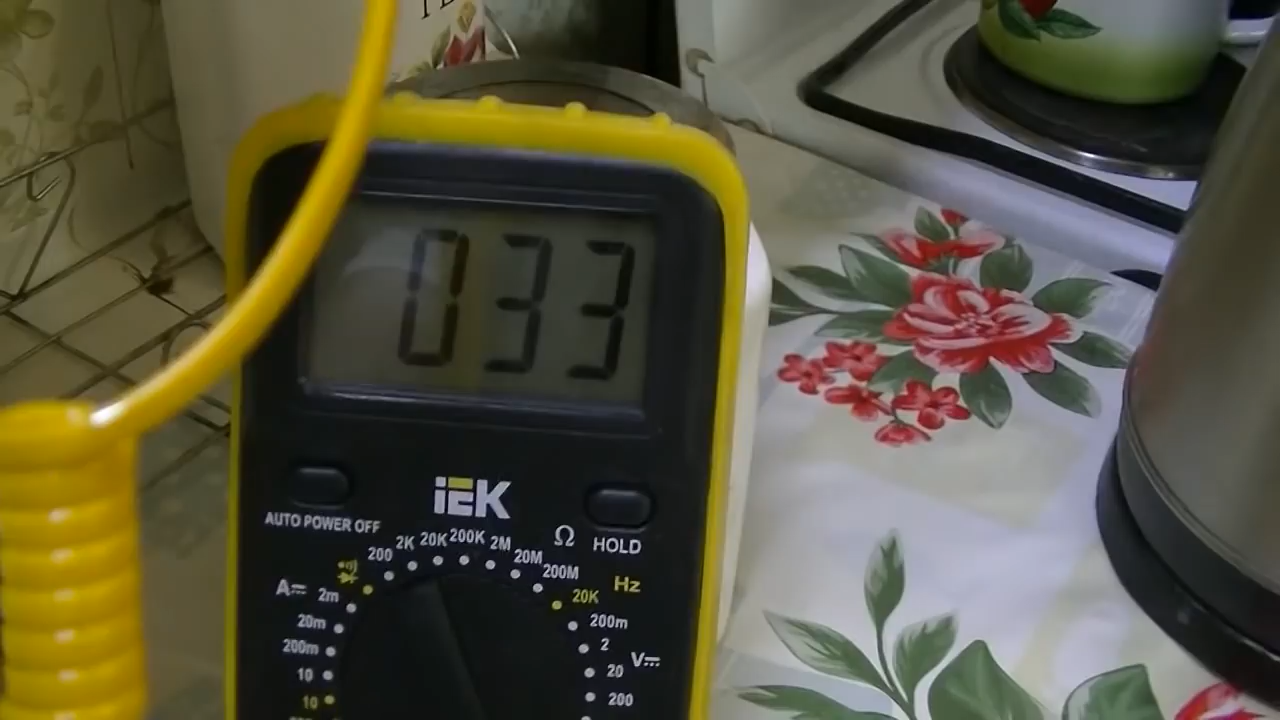 033
iEK
AUTO POWER OFF
HOLD
Ω
200
2K
20K
200K
2M
20M
200M
Hz
20K
A
2m
20m
200m
10
10
200m
2
V
20
200